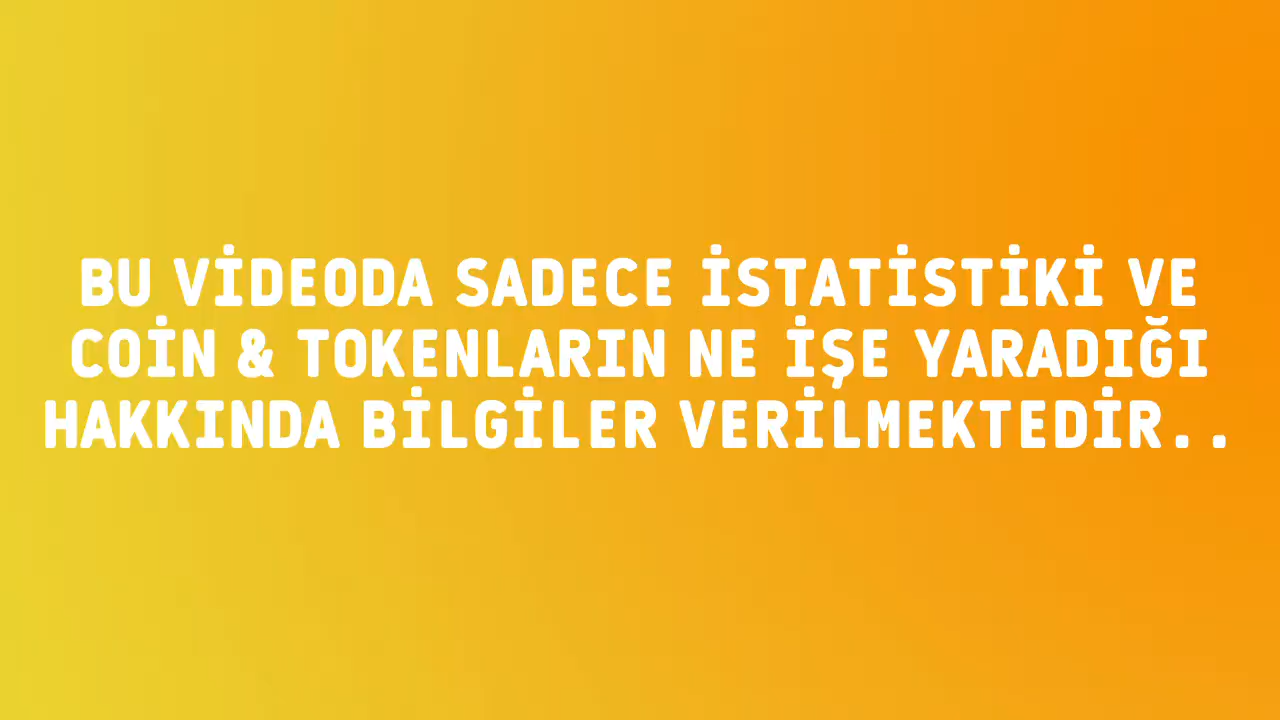 BU VİDEODA SADECE İSTATİSTİKİ VE
COİN & TOKENLARIN NE İŞE YARADIĞI
HAKKINDA BİLGİLER VERİLMEKTEDİR..